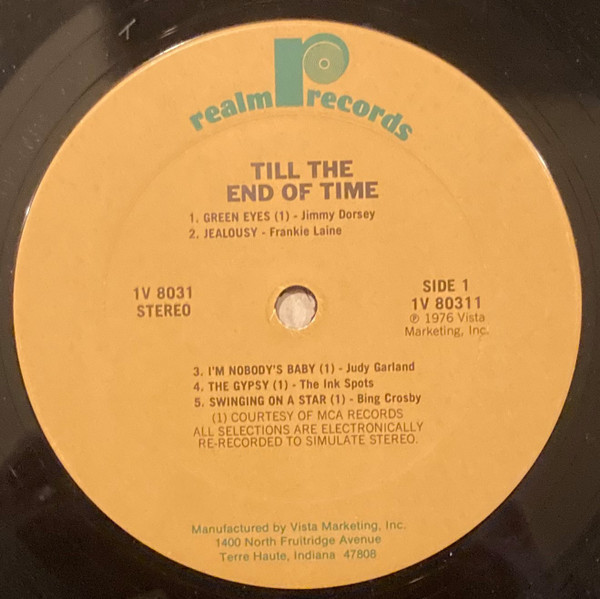 realm records
TILL THE
END OF TIME
1. GREEN EYES (1) - Jimmy Dorsey
2. JEALOUSY - Frankie Laine
1V 8031
STEREO
SIDE 1
1V 80311
℗ 1976 Vista
Marketing, Inc.
3. I'M NOBODY'S BABY (1) - Judy Garland
4. THE GYPSY (1) - The Ink Spots
5. SWINGING ON A STAR (1) - Bing Crosby
(1) COURTESY OF MCA RECORDS
ALL SELECTIONS ARE ELECTRONICALLY
RE-RECORDED TO SIMULATE STEREO.
Manufactured by Vista Marketing, Inc.
1400 North Fruitridge Avenue
Terre Haute, Indiana 47808